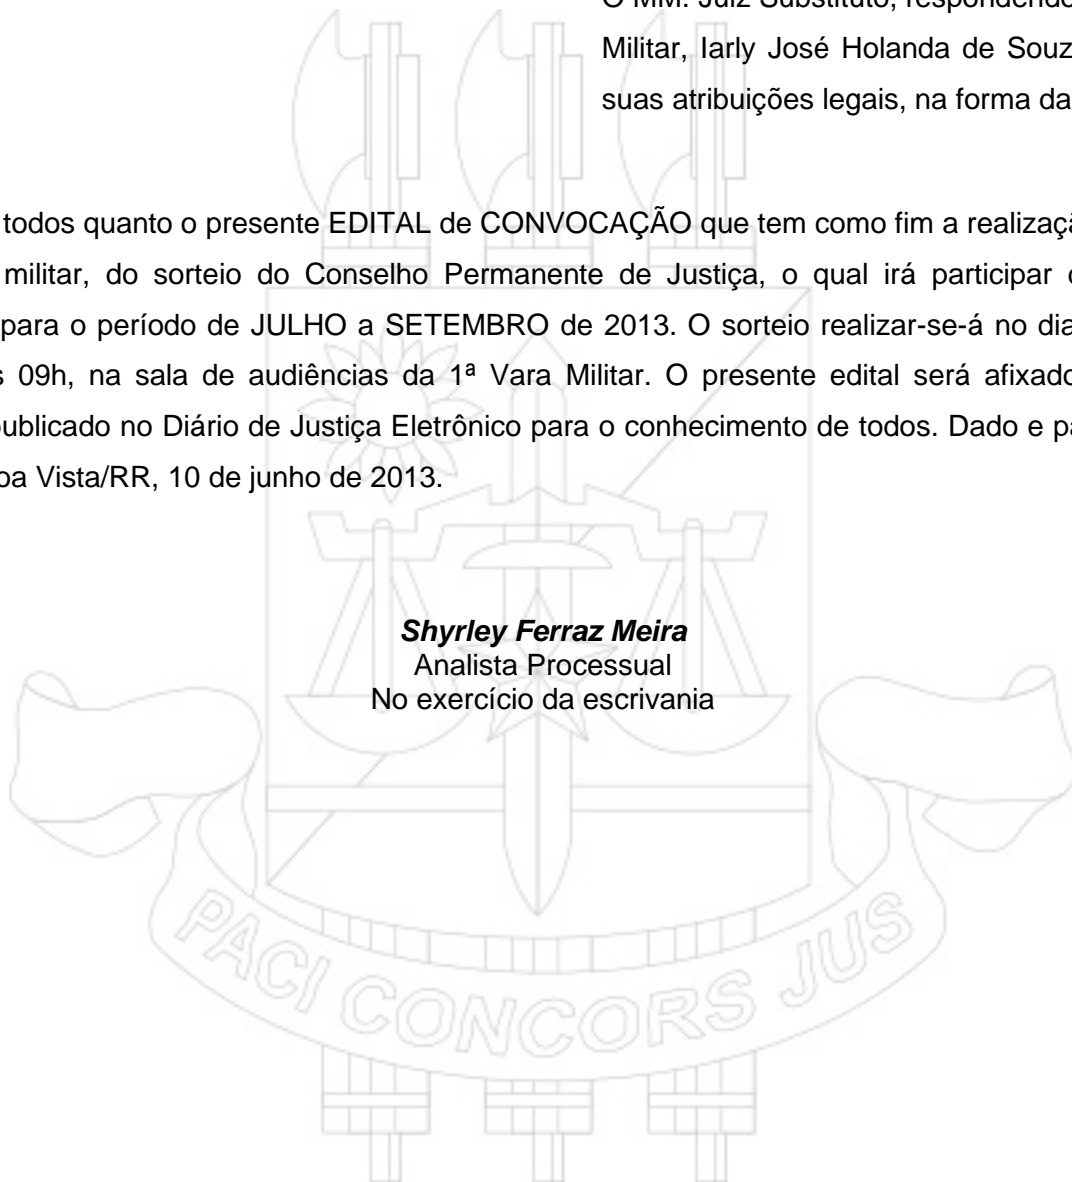 O MM. Juiz Substituto, respondendo
Militar, Iarly José Holanda de Souz
suas atribuições legais, na forma da
todos quanto o presente EDITAL de CONVOCAÇÃO que tem como fim a realizaçã
militar, do sorteio do Conselho Permanente de Justiça, o qual irá participar
para o período de JULHO a SETEMBRO de 2013. O sorteio realizar-se-á no dia
s 09h, na sala de audiências da 1ª Vara Militar. O presente edital será afixado
publicado no Diário de Justiça Eletrônico para o conhecimento de todos. Dado e pa
oa Vista/RR, 10 de junho de 2013.
Shyrley Ferraz Meira
Analista Processual
No exercício da escrivania
PACI CONCORS JUS